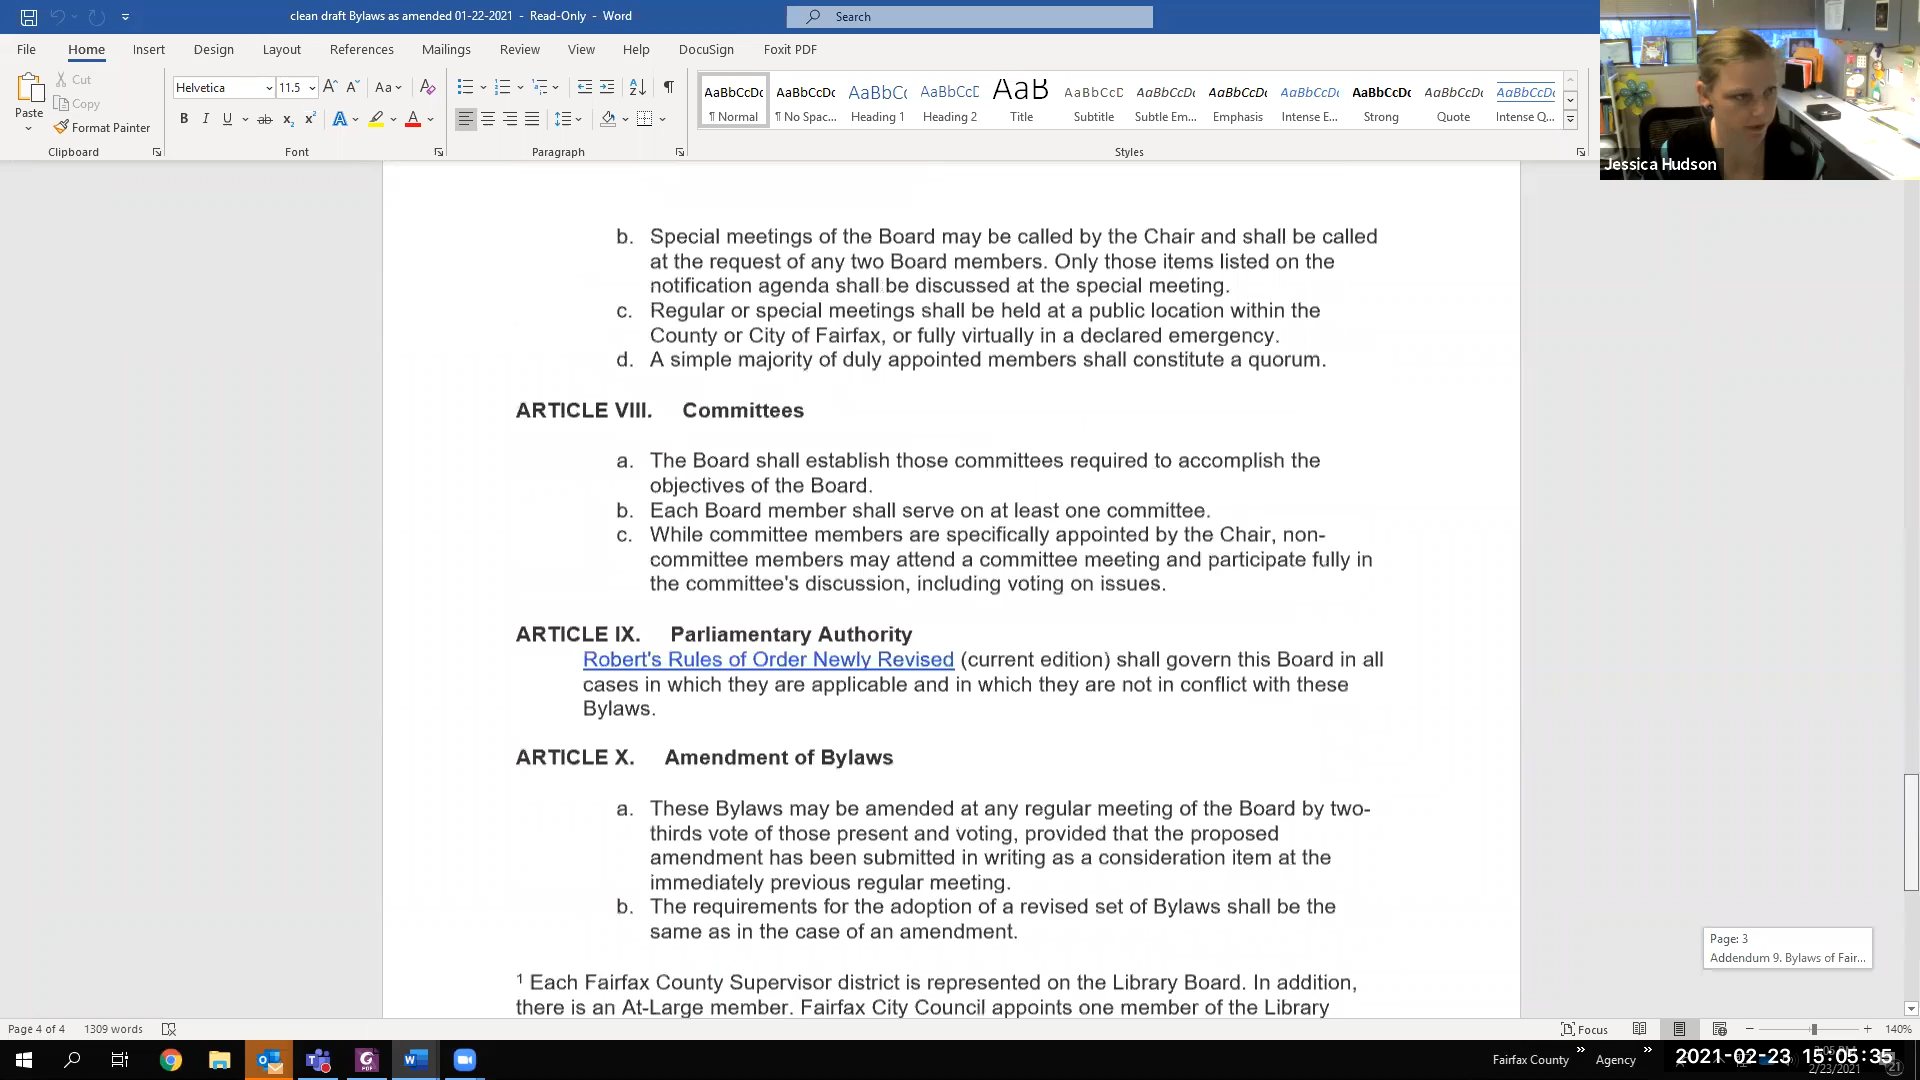 clean draft Bylaws as amended 01-22-2021 - Read-Only - Word
Search
File Home Insert Design Layout References Mailings Review View Help DocuSign Foxit PDF
Paste
Cut
Copy
Format Painter
Clipboard
Helvetica 11.5
Font
Paragraph
AaBbCcDc AaBbCcDc AaBbC( AaBbCcD AaB AaBbCcD AaBbCcDc AaBbCcDc AaBbCcDc AaBbCcDc AaBbCcDc AaBbCcDc
¶ Normal ¶ No Spac... Heading 1 Heading 2 Title Subtitle Subtle Em... Emphasis Intense E... Strong Quote Intense Q...
Styles
Jessica Hudson
b. Special meetings of the Board may be called by the Chair and shall be called
at the request of any two Board members. Only those items listed on the
notification agenda shall be discussed at the special meeting.
c. Regular or special meetings shall be held at a public location within the
County or City of Fairfax, or fully virtually in a declared emergency.
d. A simple majority of duly appointed members shall constitute a quorum.
ARTICLE VIII. Committees
a. The Board shall establish those committees required to accomplish the
objectives of the Board.
b. Each Board member shall serve on at least one committee.
c. While committee members are specifically appointed by the Chair, non-
committee members may attend a committee meeting and participate fully in
the committee's discussion, including voting on issues.
ARTICLE IX. Parliamentary Authority
Robert's Rules of Order Newly Revised (current edition) shall govern this Board in all
cases in which they are applicable and in which they are not in conflict with these
Bylaws.
ARTICLE X. Amendment of Bylaws
a. These Bylaws may be amended at any regular meeting of the Board by two-
thirds vote of those present and voting, provided that the proposed
amendment has been submitted in writing as a consideration item at the
immediately previous regular meeting.
b. The requirements for the adoption of a revised set of Bylaws shall be the
same as in the case of an amendment.
1 Each Fairfax County Supervisor district is represented on the Library Board. In addition,
there is an At-Large member. Fairfax City Council appoints one member of the Library
Page: 3
Addendum 9. Bylaws of Fair...
Page 4 of 4 1309 words
Focus
140%
Fairfax County
Agency
2021-02-23 15:05:35
2/23/2021